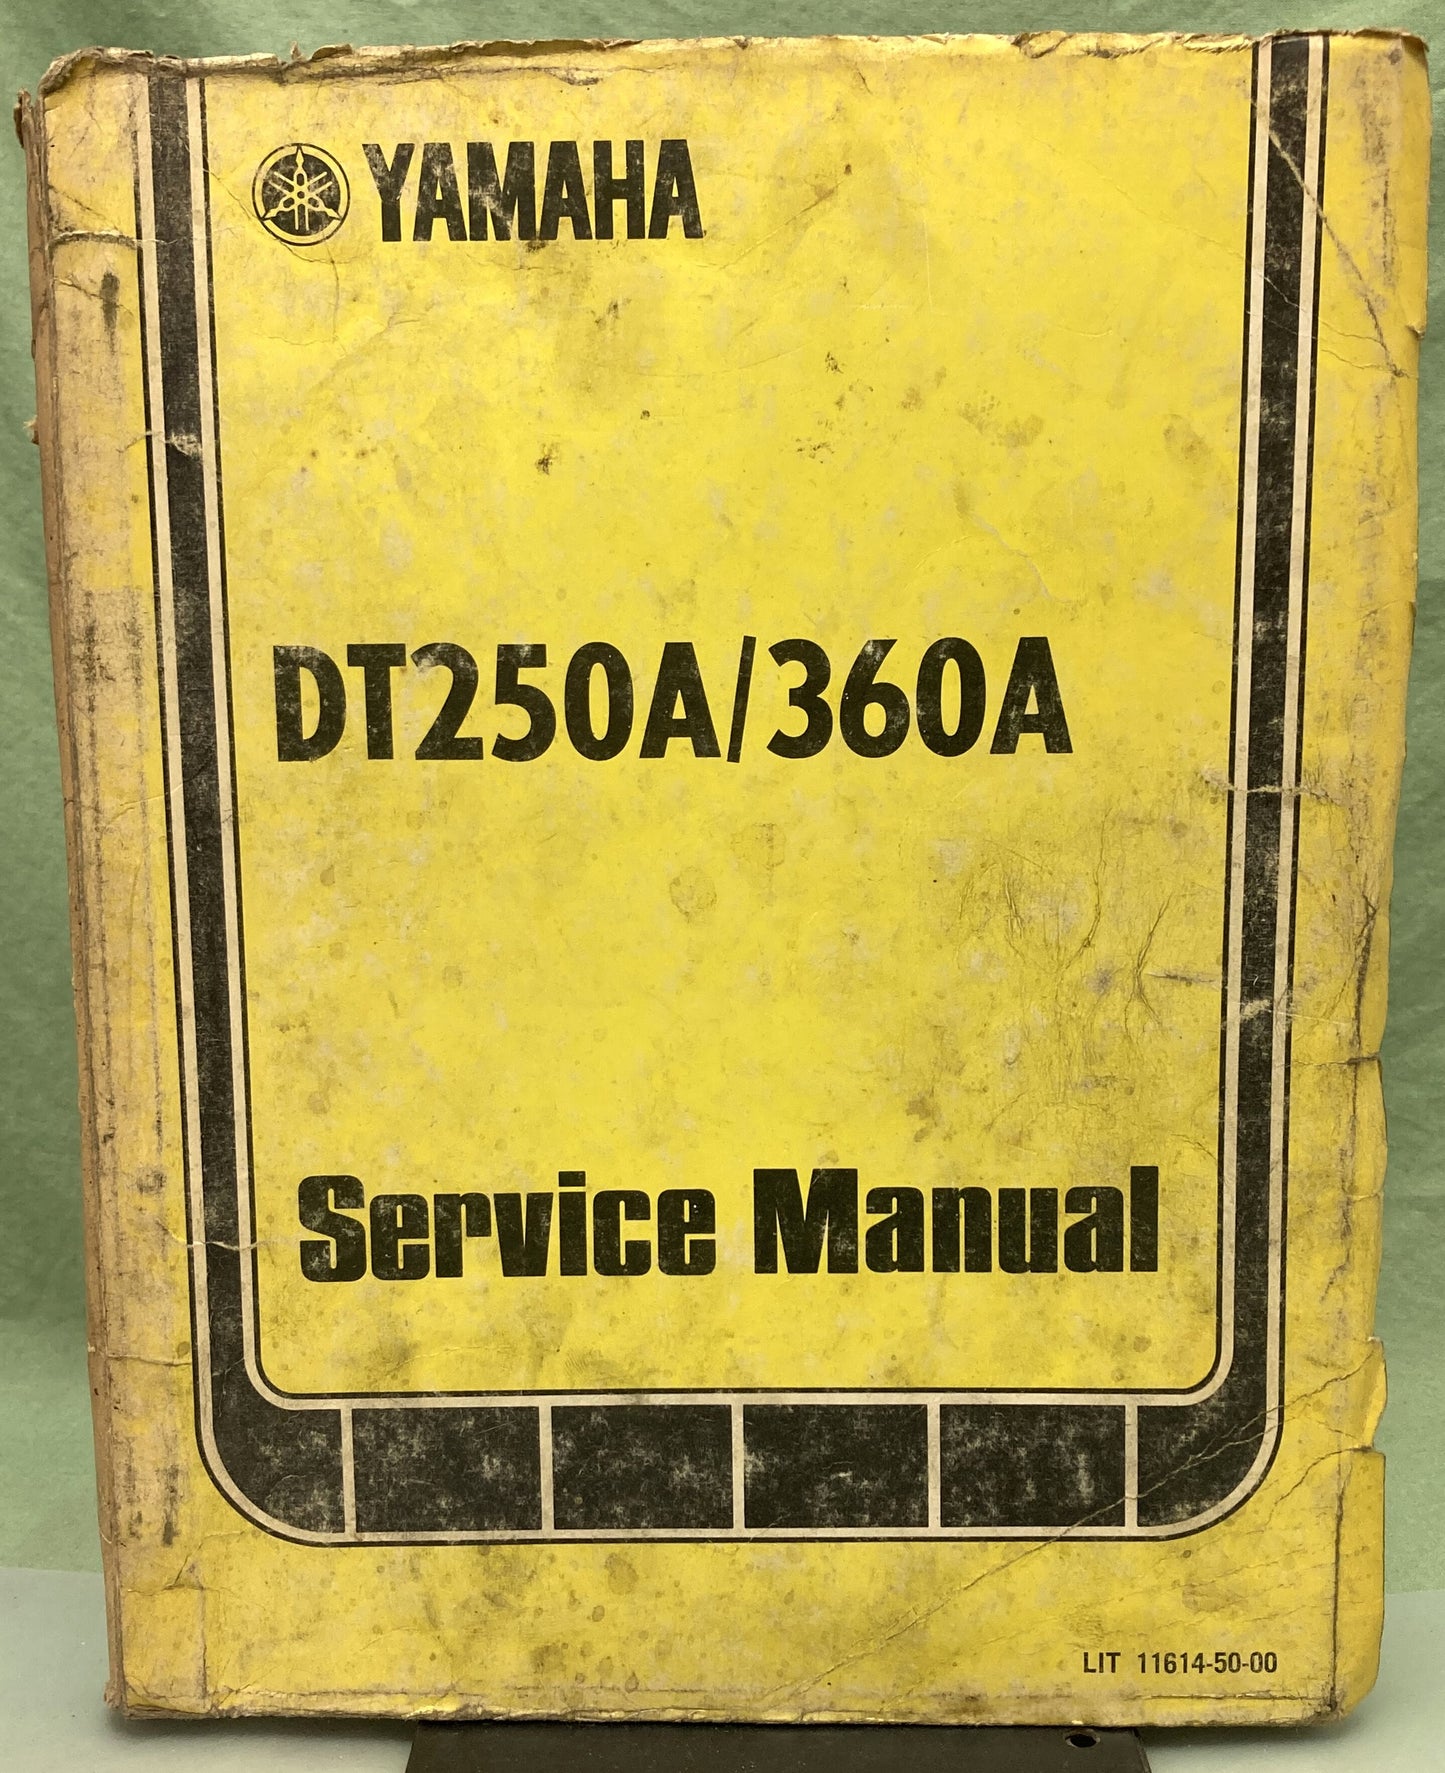 YAMAHA
DT250A/360A
Service Manual
LIT 11614-50-00